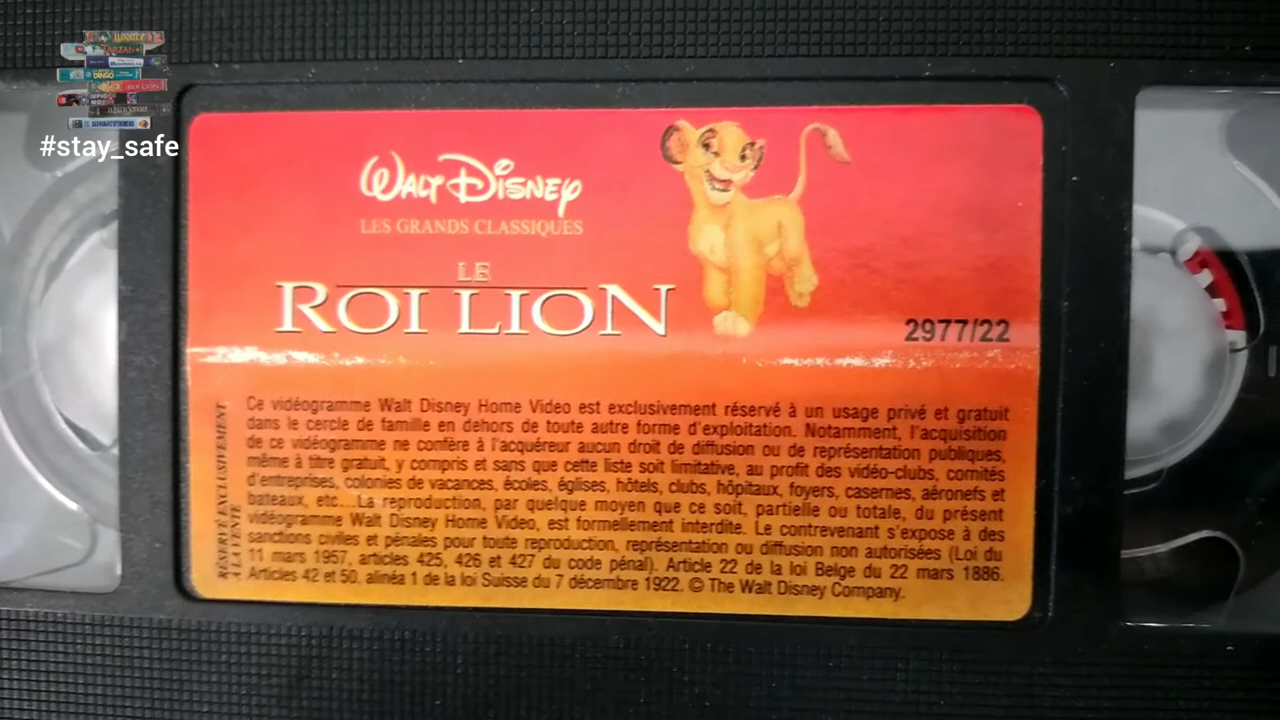 TARZAN
DINGO
ROI LION
#stay_safe
WALT DISNEY
LES GRANDS CLASSIQUES
LE
ROI LION
2977/22
RÉSERVÉ EXCLUSIVEMENT
A LA VENTE
Ce vidéogramme Walt Disney Home Video est exclusivement réservé à un usage privé et gratuit
dans le cercle de famille en dehors de toute autre forme d'exploitation. Notamment, l'acquisition
de ce vidéogramme ne confère à l'acquéreur aucun droit de diffusion ou de représentation publiques,
même à titre gratuit, y compris et sans que cette liste soit limitative, au profit des vidéo-clubs, comités
d'entreprises, colonies de vacances, écoles, églises, hôtels, clubs, hôpitaux, foyers, casernes, aéronefs et
bateaux, etc...La reproduction, par quelque moyen que ce soit, partielle ou totale, du présent
vidéogramme Walt Disney Home Video, est formellement interdite. Le contrevenant s'expose à des
sanctions civiles et pénales pour toute reproduction, représentation ou diffusion non autorisées (Loi du
11 mars 1957, articles 425, 426 et 427 du code pénal). Article 22 de la loi Belge du 22 mars 1886.
Articles 42 et 50, alinéa 1 de la loi Suisse du 7 décembre 1922. © The Walt Disney Company.